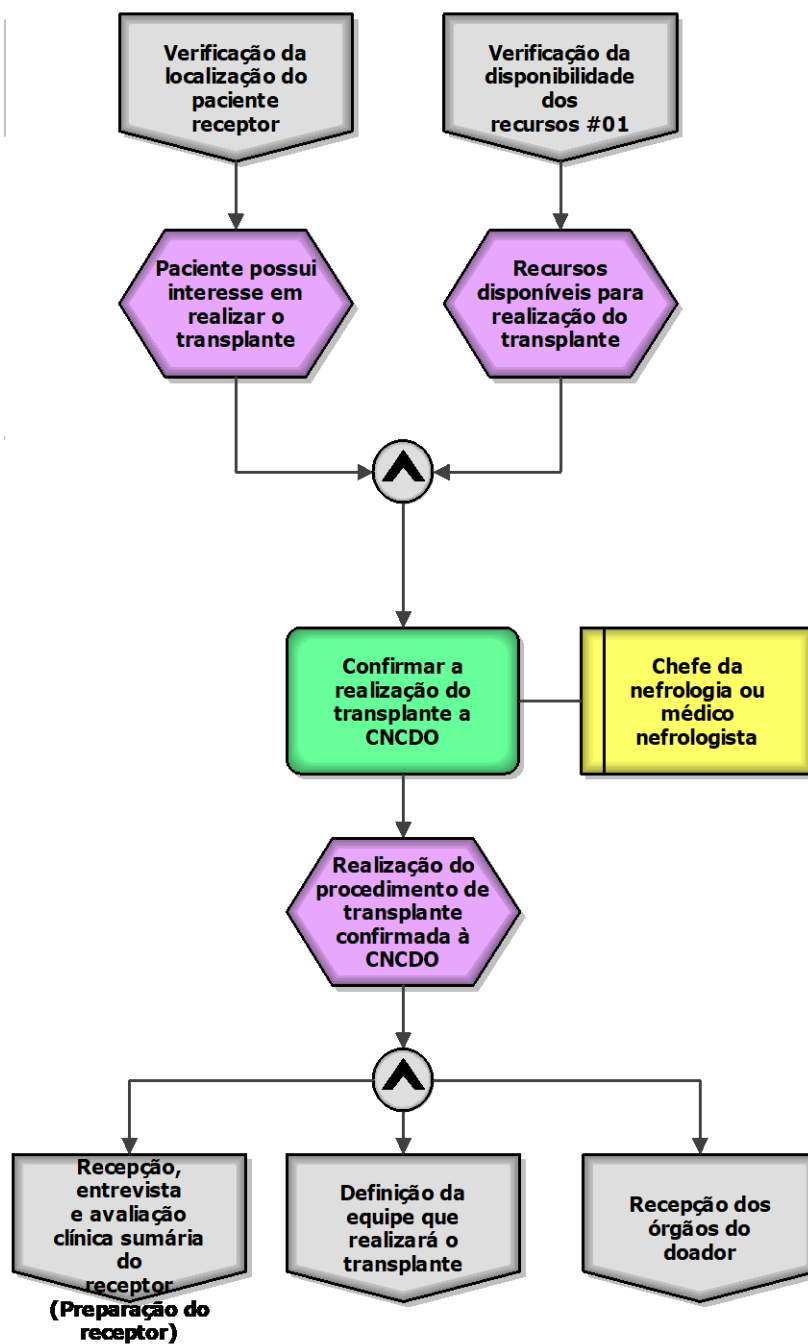 Verificação da
localização do
paciente
receptor
Verificação da
disponibilidade
dos
recursos #01
Paciente possui
interesse em
realizar o
transplante
Recursos
disponíveis para
realização do
transplante
Confirmar a
realização do
transplante a
CNCDO
Chefe da
nefrologia ou
médico
nefrologista
Realização do
procedimento de
transplante
confirmada à
CNCDO
Recepção,
entrevista
e avaliação
clínica sumária
do
receptor
(Preparação do
receptor)
Definição da
equipe que
realizará o
transplante
Recepção dos
órgãos do
doador